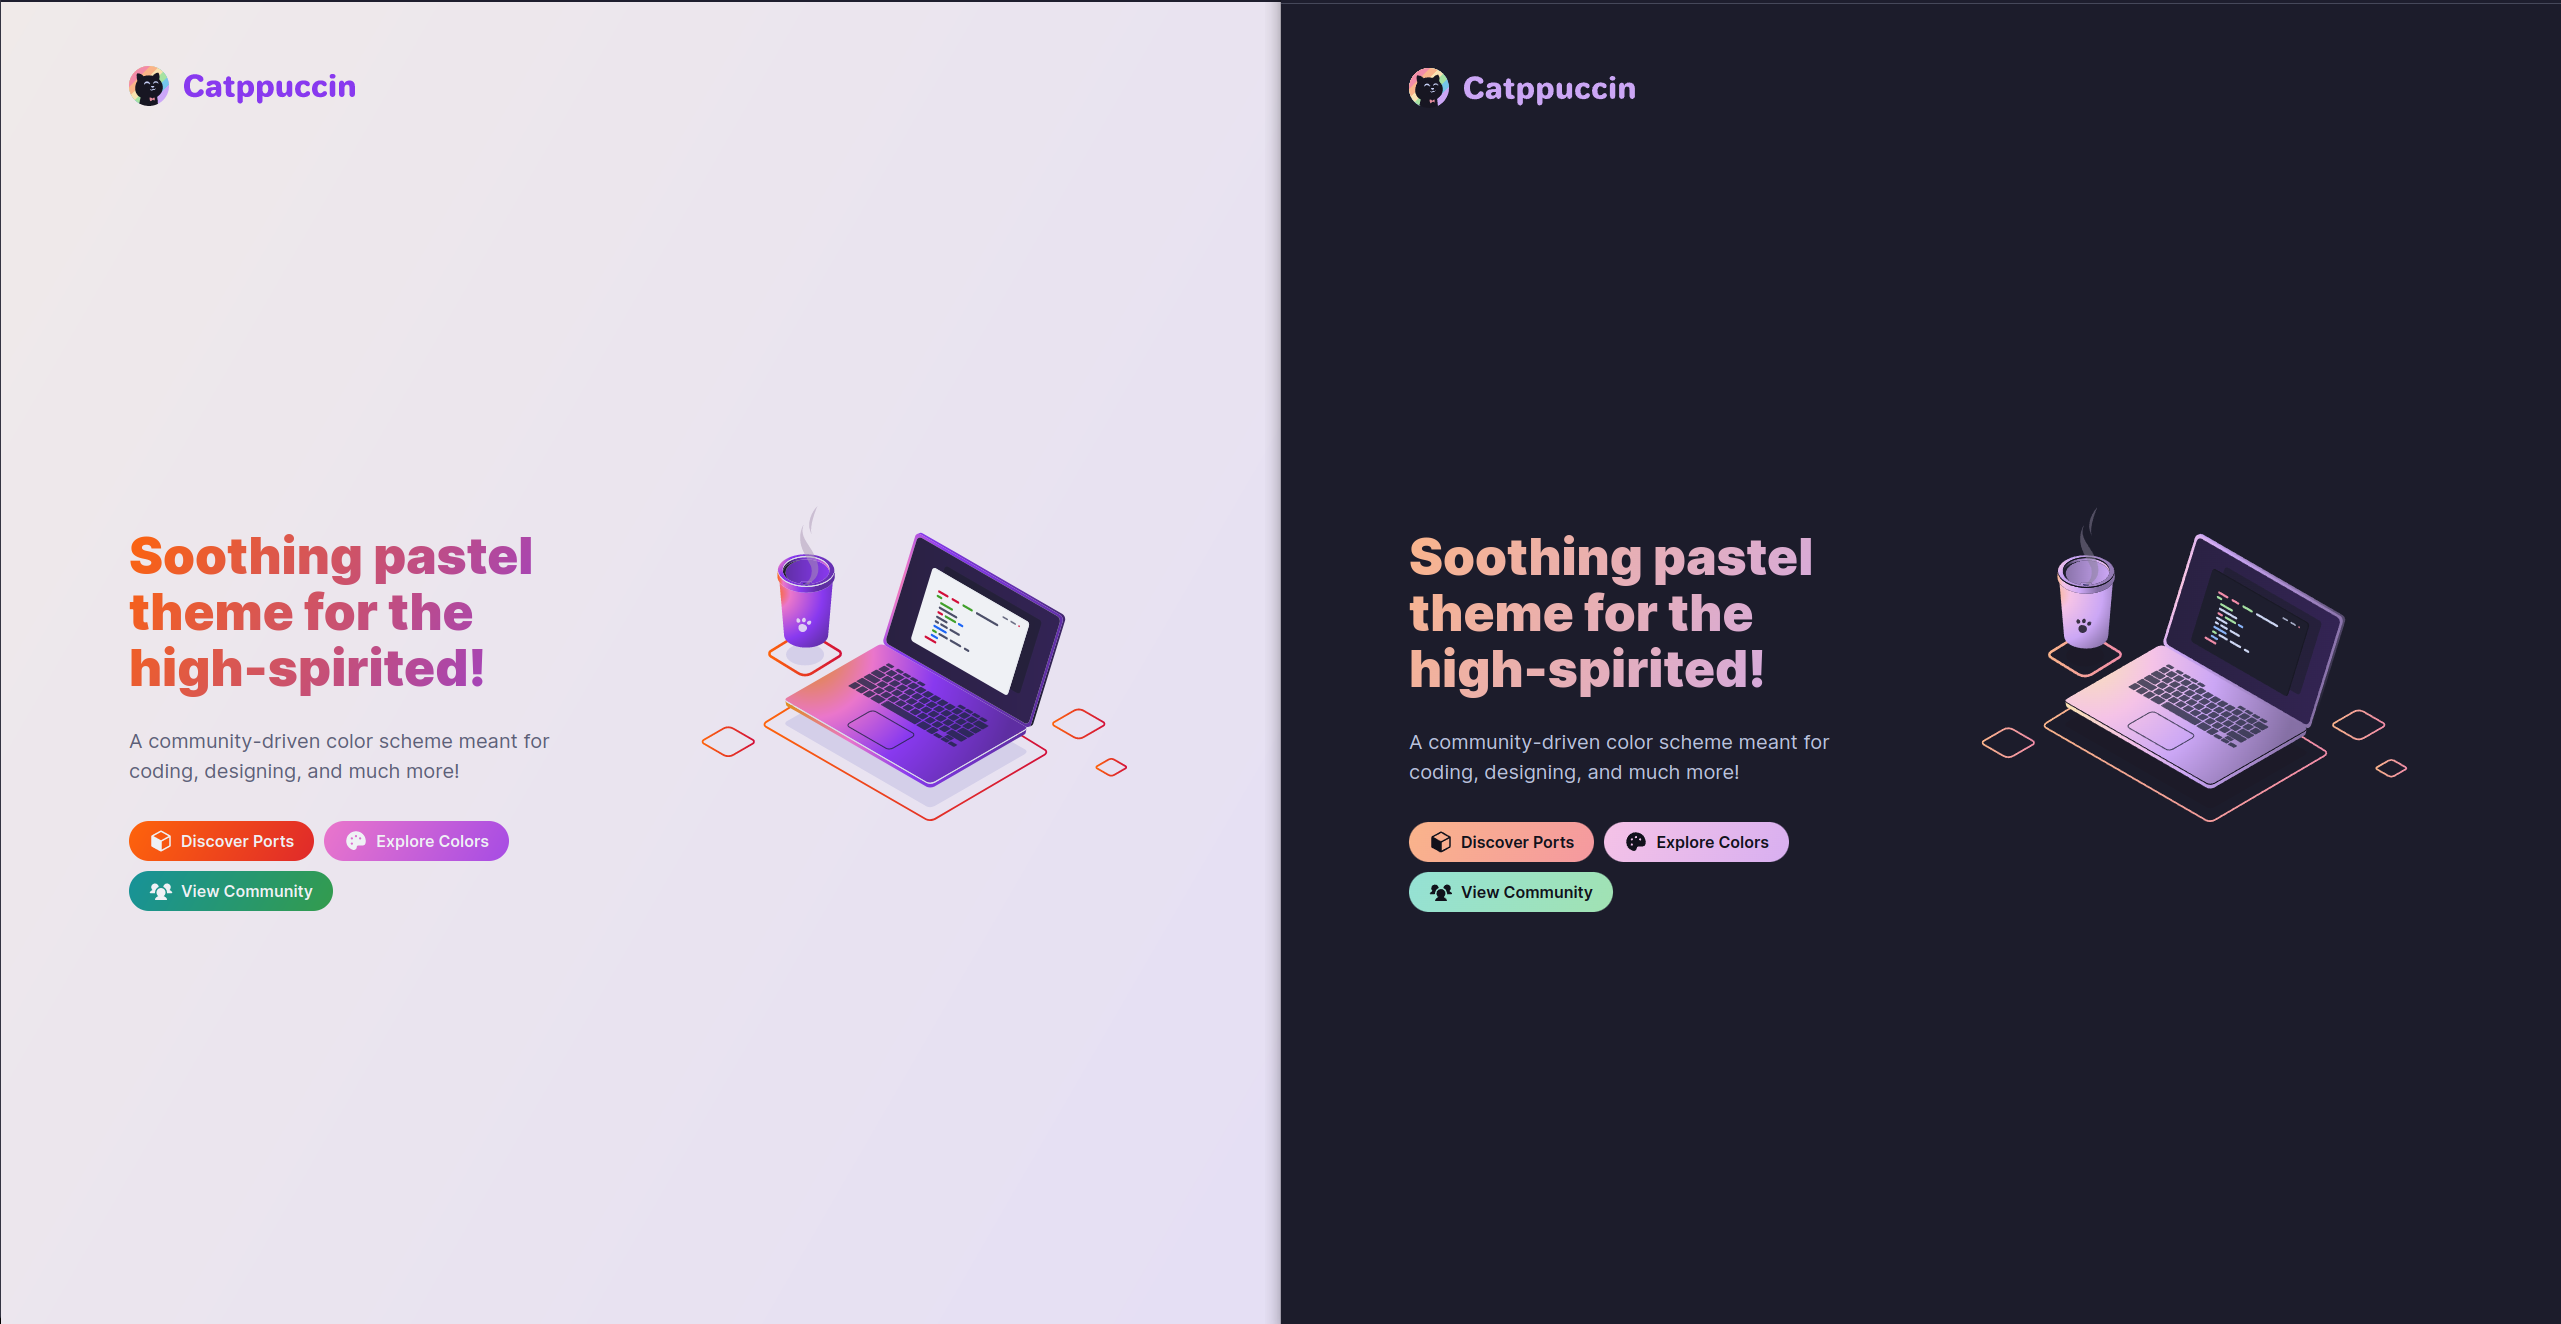 Catppuccin
Soothing pastel
theme for the
high-spirited!
A community-driven color scheme meant for
coding, designing, and much more!
Discover Ports
Explore Colors
View Community
Catppuccin
Soothing pastel
theme for the
high-spirited!
A community-driven color scheme meant for
coding, designing, and much more!
Discover Ports
Explore Colors
View Community